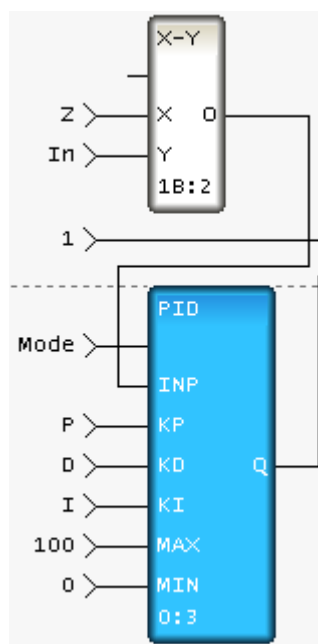 X-Y
Z X O
In Y
1B:2
1
PID
Mode
INP
P KP
D KD Q
I KI
100 MAX
0 MIN
0:3